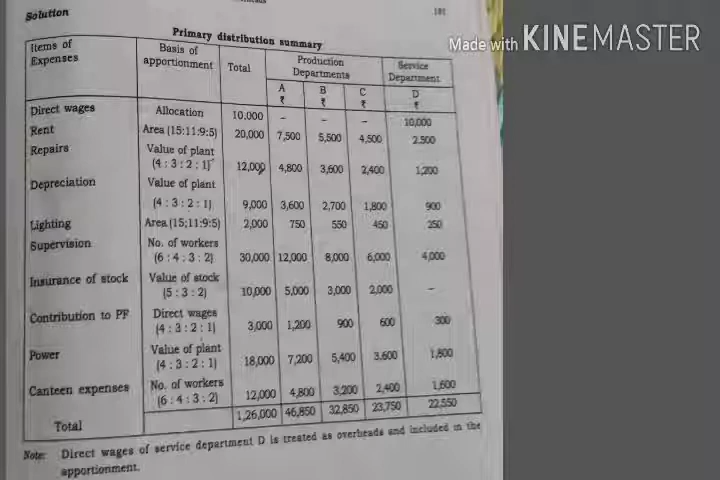 Solution
181
Made with KINEMASTER
Primary distribution summary
Items of Expenses | Basis of apportionment | Total | Production Departments | Service Department
A ₹ | B ₹ | C ₹ | D ₹
Direct wages | Allocation | 10.000 | – | – | – | 10,000
Rent | Area (15:11:9:5) | 20,000 | 7,500 | 5,500 | 4,500 | 2.500
Repairs | Value of plant
(4 : 3 : 2 : 1) | 12,000 | 4,800 | 3,600 | 2,400 | 1,200
Depreciation | Value of plant
(4 : 3 : 2 : 1) | 9,000 | 3,600 | 2,700 | 1,800 | 900
Lighting | Area (15:11:9:5) | 2,000 | 750 | 550 | 450 | 250
Supervision | No. of workers
(6 : 4 : 3 : 2) | 30,000 | 12,000 | 8,000 | 6,000 | 4,000
Insurance of stock | Value of stock
(5 : 3 : 2) | 10,000 | 5,000 | 3,000 | 2,000 | –
Contribution to PF | Direct wages
(4 : 3 : 2 : 1) | 3,000 | 1,200 | 900 | 600 | 300
Power | Value of plant
(4 : 3 : 2 : 1) | 18,000 | 7,200 | 5,400 | 3.600 | 1,800
Canteen expenses | No. of workers
(6 : 4 : 3 : 2) | 12,000 | 4,800 | 3,200 | 2,400 | 1,600
Total | 1,26,000 | 46,850 | 32,850 | 23,750 | 22.550
Note: Direct wages of service department D is treated as overheads and included in the
apportionment.